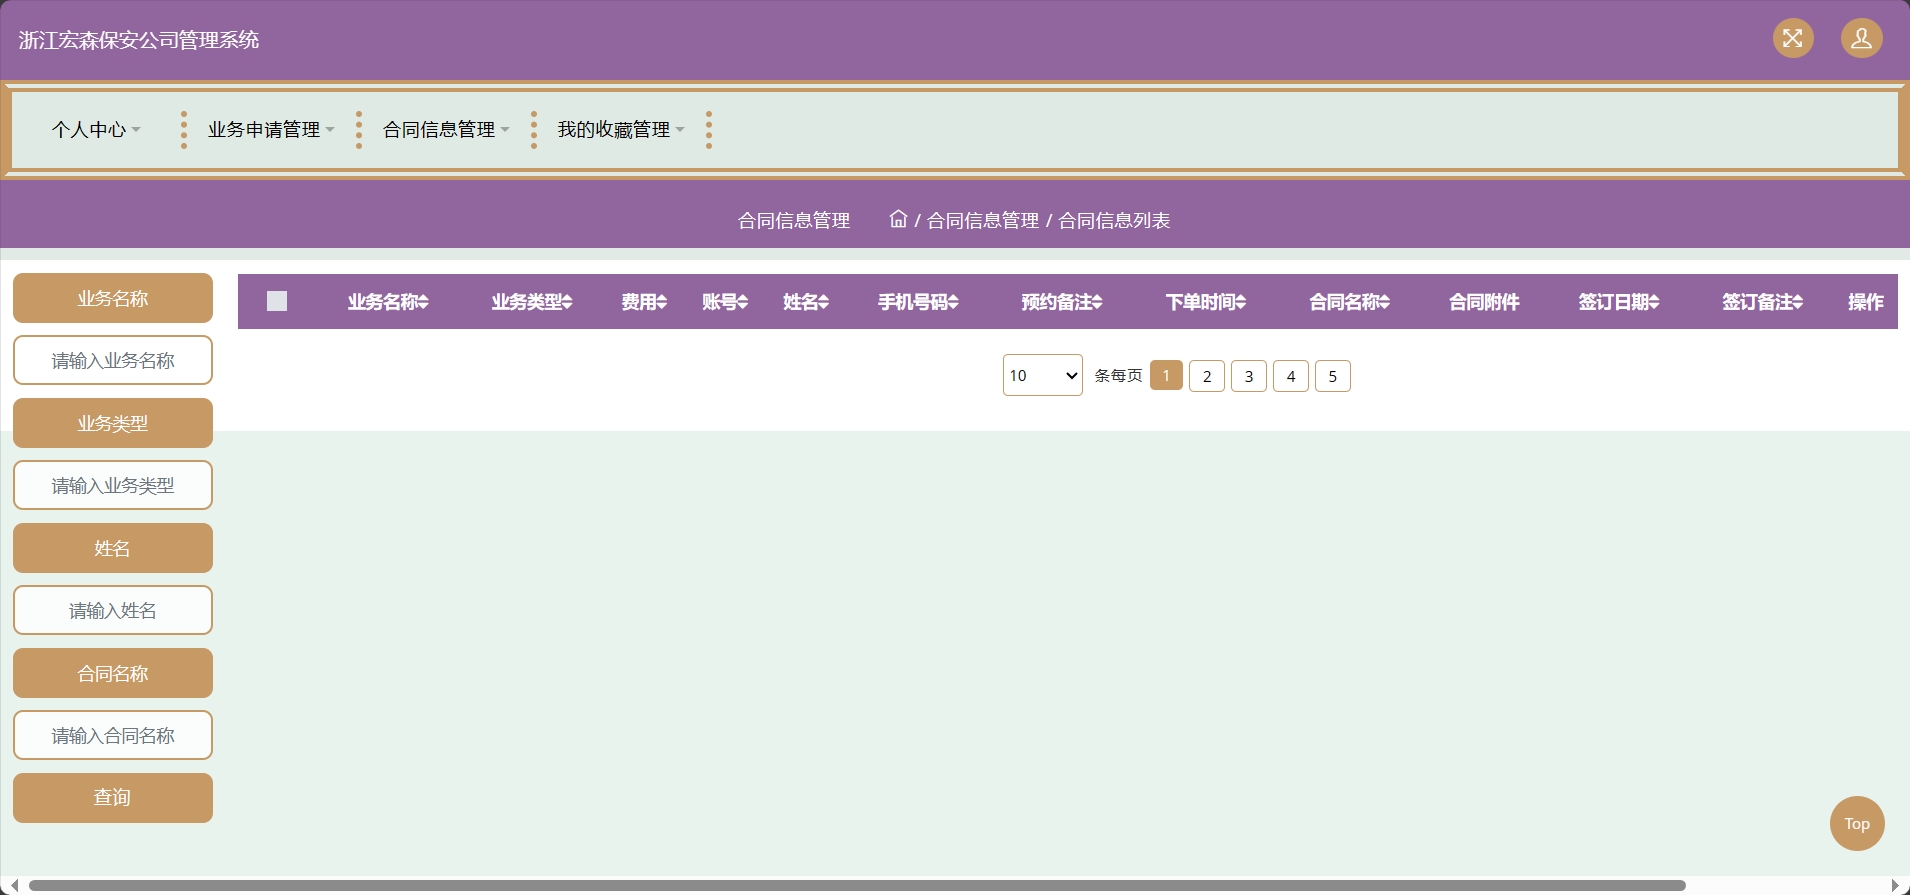 浙江宏森保安公司管理系统
个人中心 业务申请管理 合同信息管理 我的收藏管理
合同信息管理 / 合同信息管理 / 合同信息列表
业务名称 业务类型 费用 账号 姓名 手机号码 预约备注 下单时间 合同名称 合同附件 签订日期 签订备注 操作
10 条每页 1 2 3 4 5
业务名称
请输入业务名称
业务类型
请输入业务类型
姓名
请输入姓名
合同名称
请输入合同名称
查询
Top